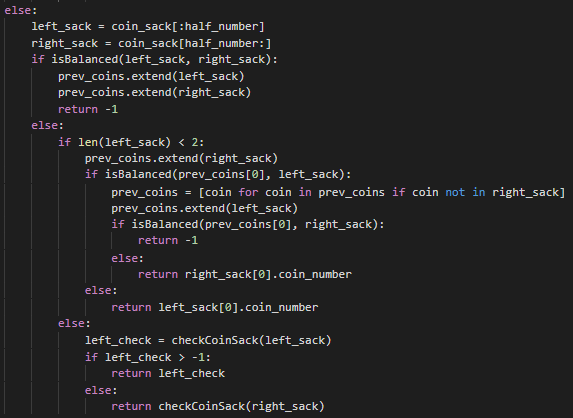 else:
    left_sack = coin_sack[:half_number]
    right_sack = coin_sack[half_number:]
    if isBalanced(left_sack, right_sack):
        prev_coins.extend(left_sack)
        prev_coins.extend(right_sack)
        return -1
    else:
        if len(left_sack) < 2:
            prev_coins.extend(right_sack)
            if isBalanced(prev_coins[0], left_sack):
                prev_coins = [coin for coin in prev_coins if coin not in right_sack]
                prev_coins.extend(left_sack)
                if isBalanced(prev_coins[0], right_sack):
                    return -1
                else:
                    return right_sack[0].coin_number
            else:
                return left_sack[0].coin_number
        else:
            left_check = checkCoinSack(left_sack)
            if left_check > -1:
                return left_check
            else:
                return checkCoinSack(right_sack)